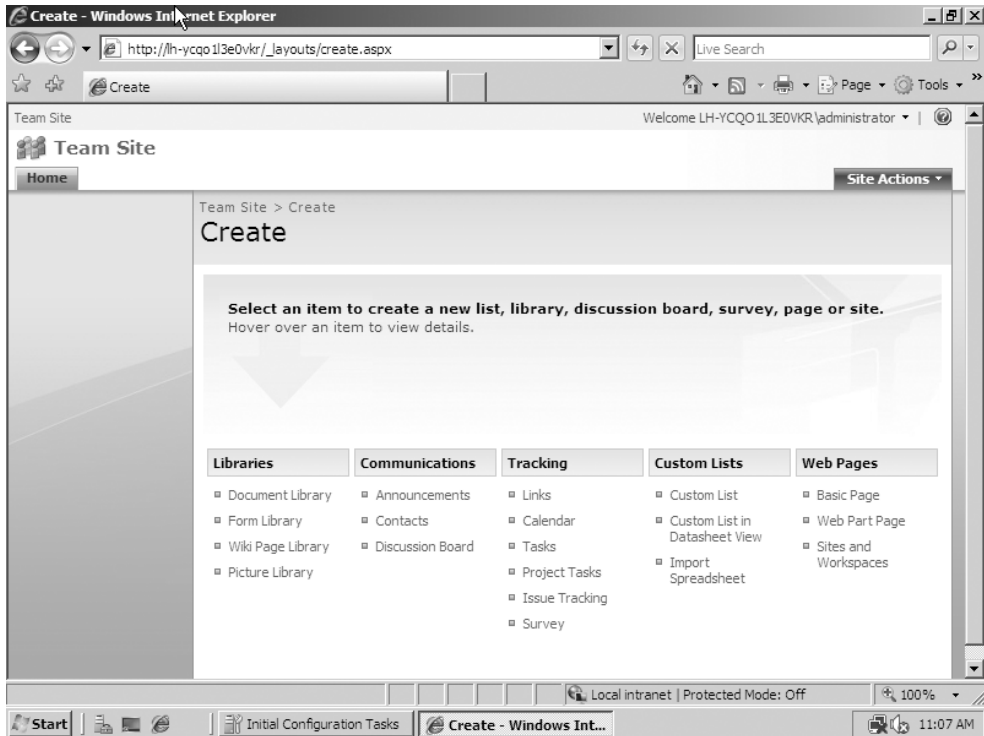 Create - Windows Internet Explorer
http://lh-ycqo1l3e0vkr/_layouts/create.aspx
Live Search
Create
Page
Tools
»
Team Site
Welcome LH-YCQO1L3E0VKR\administrator
Team Site
Home
Site Actions
Team Site > Create
Create
Select an item to create a new list, library, discussion board, survey, page or site.
Hover over an item to view details.
Libraries
Document Library
Form Library
Wiki Page Library
Picture Library
Communications
Announcements
Contacts
Discussion Board
Tracking
Links
Calendar
Tasks
Project Tasks
Issue Tracking
Survey
Custom Lists
Custom List
Custom List in
Datasheet View
Import
Spreadsheet
Web Pages
Basic Page
Web Part Page
Sites and
Workspaces
Local intranet | Protected Mode: Off
100%
Start
Initial Configuration Tasks
Create - Windows Int...
11:07 AM